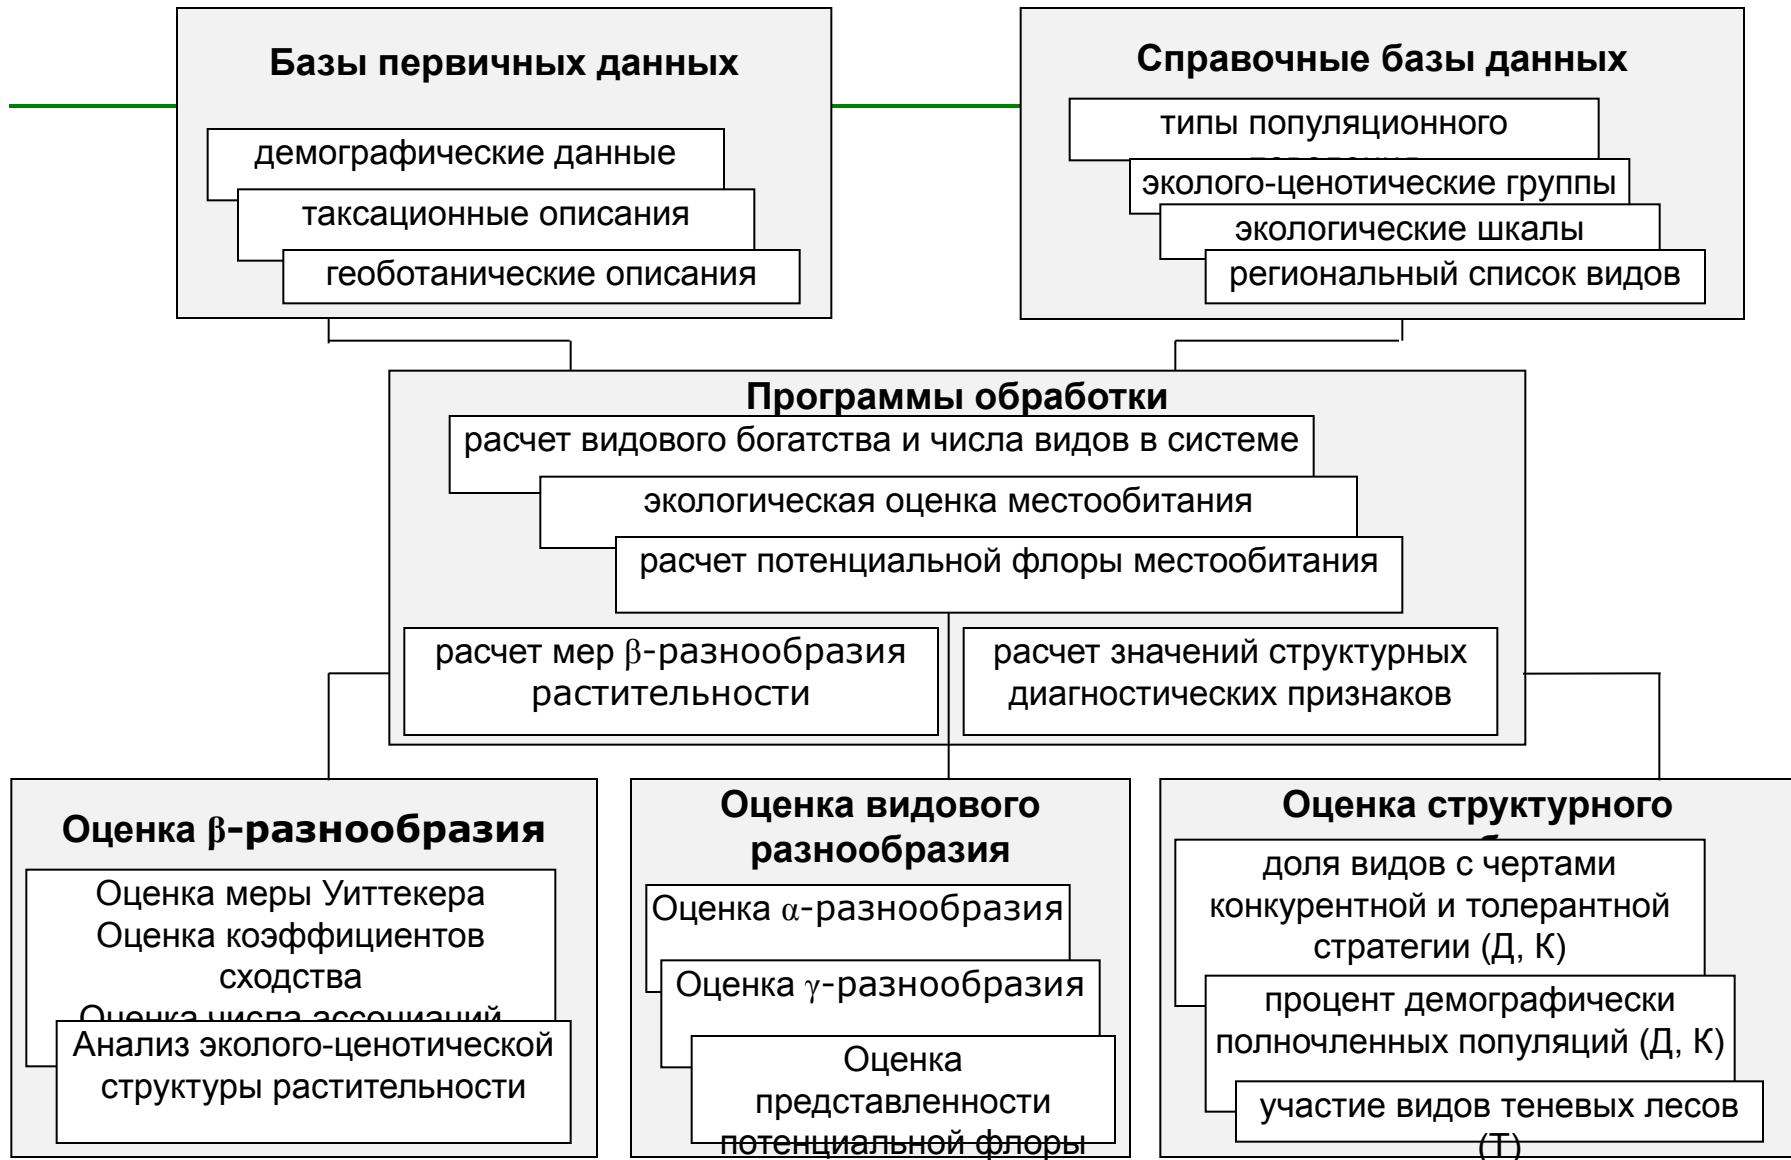 Базы первичных данных
демографические данные
таксационные описания
геоботанические описания
Справочные базы данных
типы популяционного
эколого-ценотические группы
экологические шкалы
региональный список видов
Программы обработки
расчет видового богатства и числа видов в системе
экологическая оценка местообитания
расчет потенциальной флоры местообитания
расчет мер β-разнообразия
растительности
расчет значений структурных
диагностических признаков
Оценка β-разнообразия
Оценка меры Уиттекера
Оценка коэффициентов
сходства
Оценка числа ассоциаций
Анализ эколого-ценотической
структуры растительности
Оценка видового
разнообразия
Оценка α-разнообразия
Оценка γ-разнообразия
Оценка
представленности
потенциальной флоры
Оценка структурного
доля видов с чертами
конкурентной и толерантной
стратегии (Д, К)
процент демографически
полночленных популяций (Д, К)
участие видов теневых лесов
(Т)